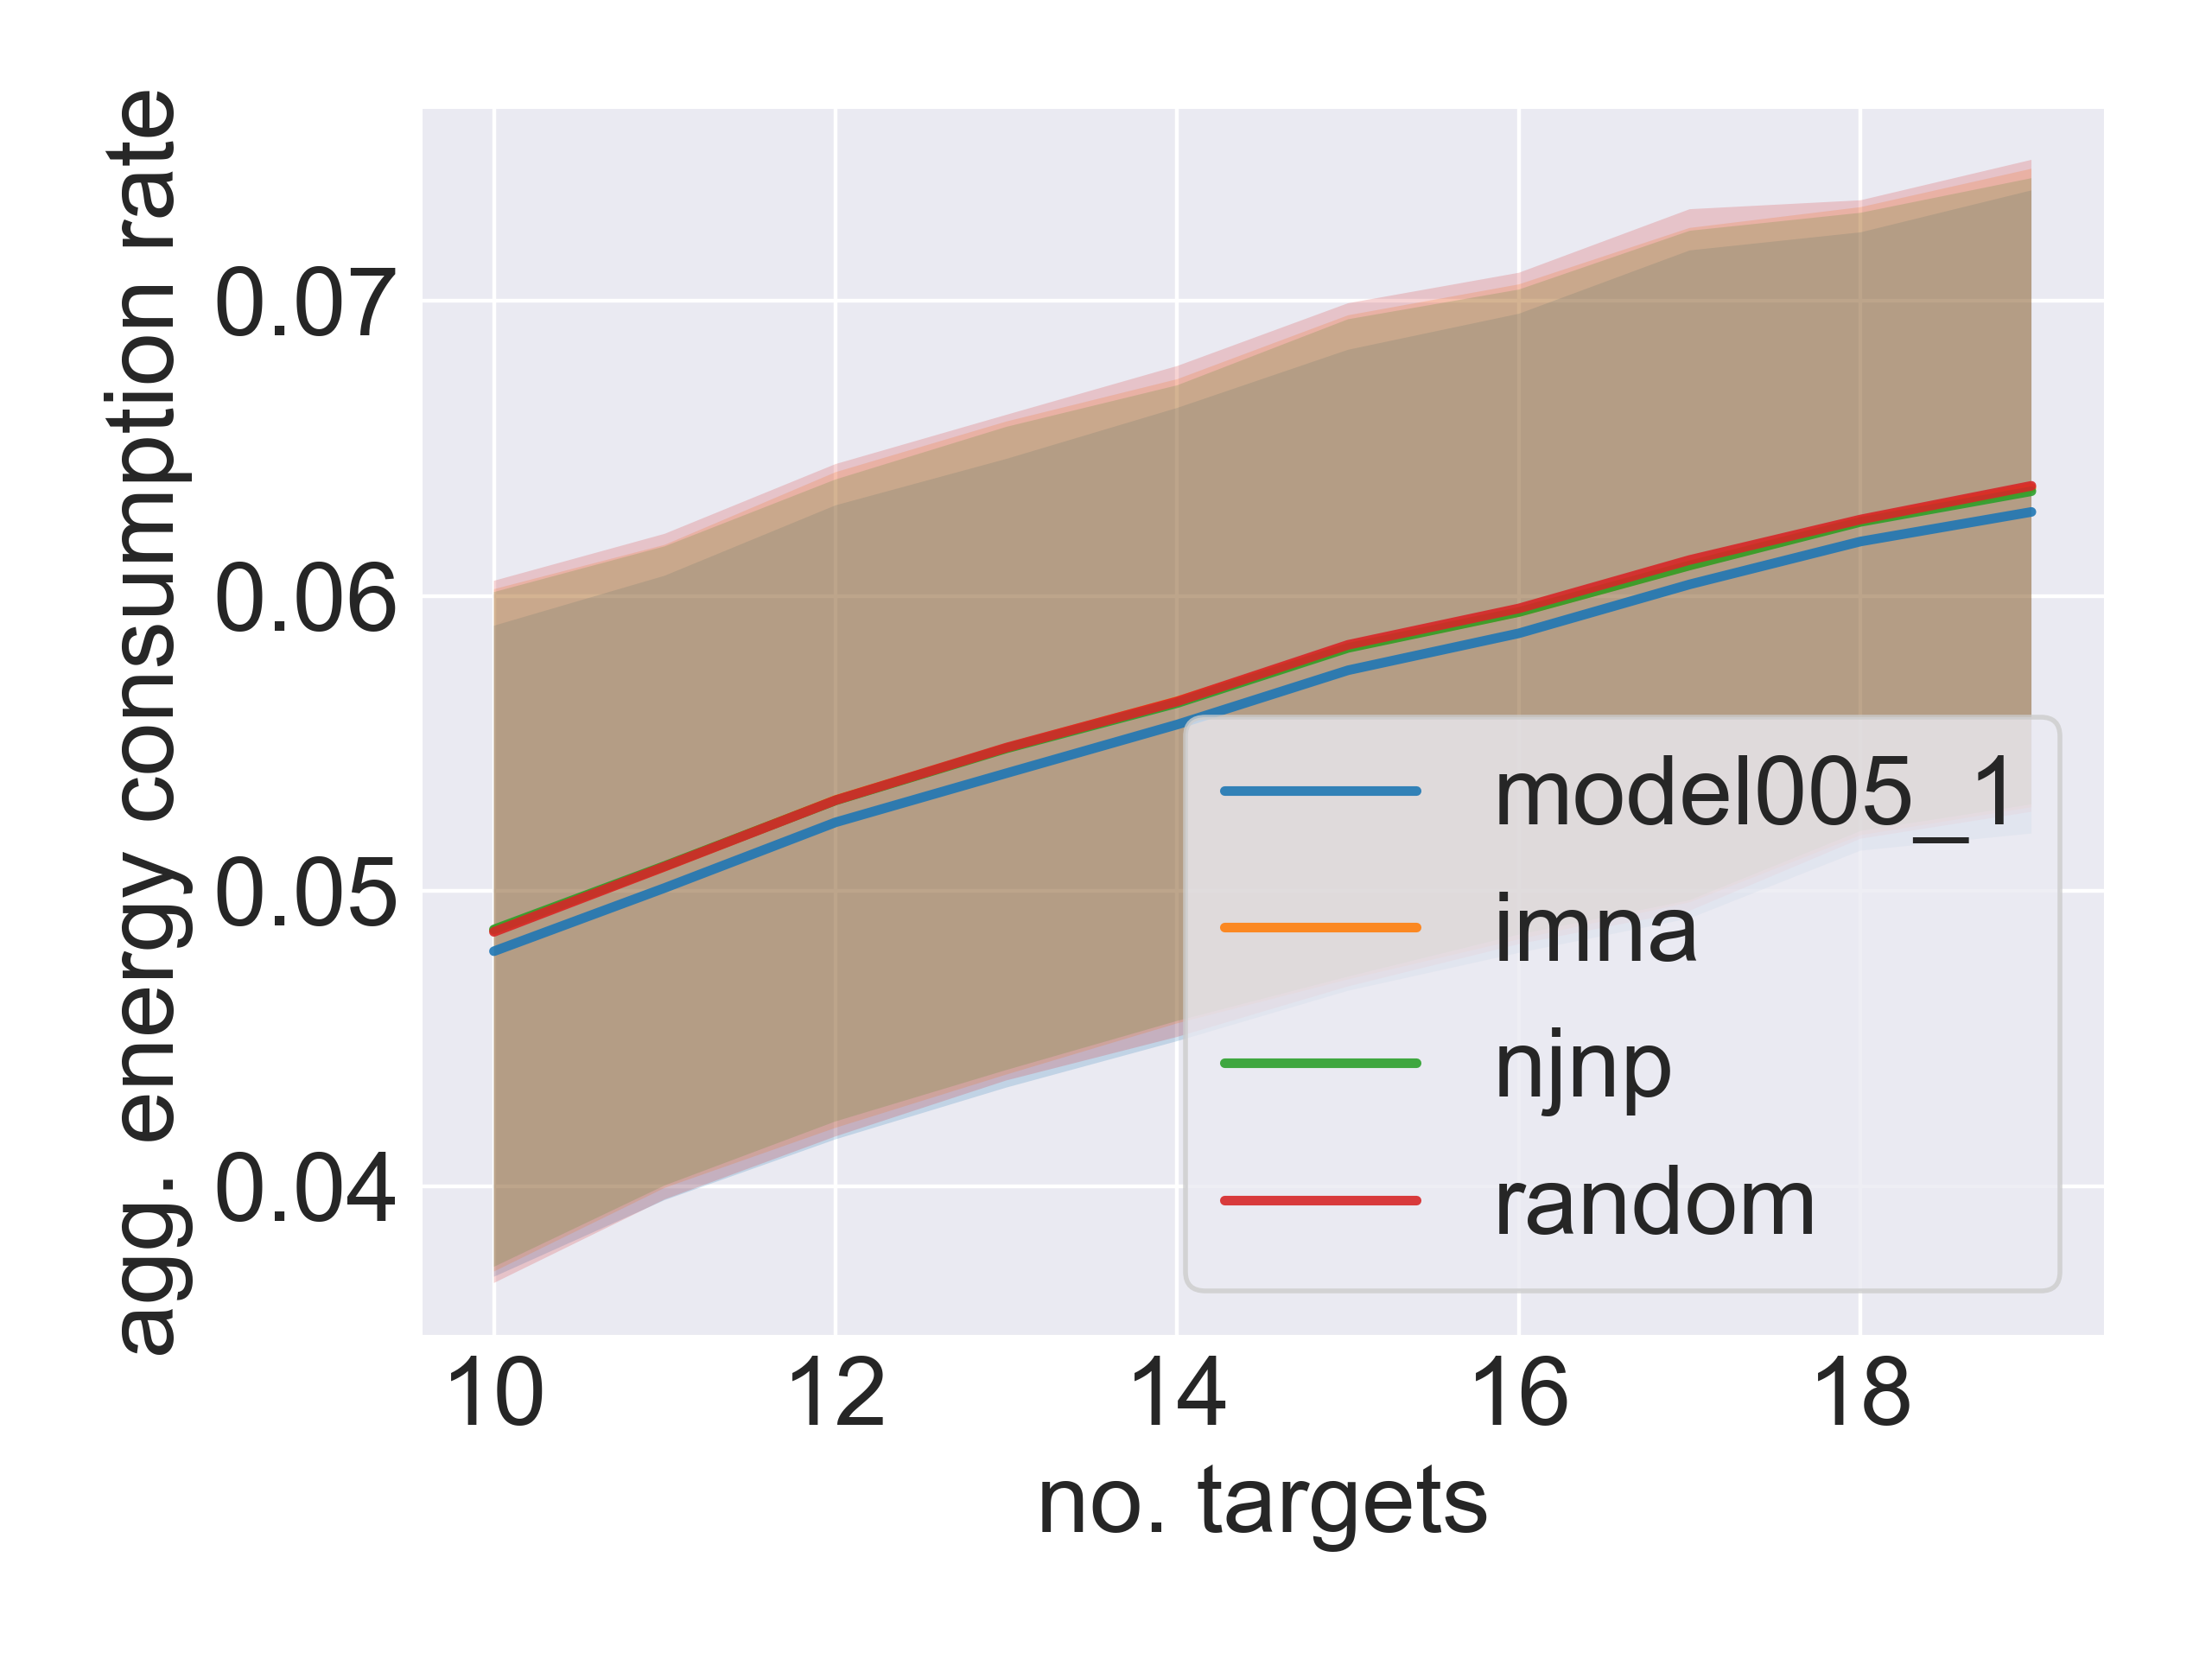 agg. energy consumption rate
0.07
0.06
0.05
0.04
10 12 14 16 18
no. targets
model005_1
imna
njnp
random